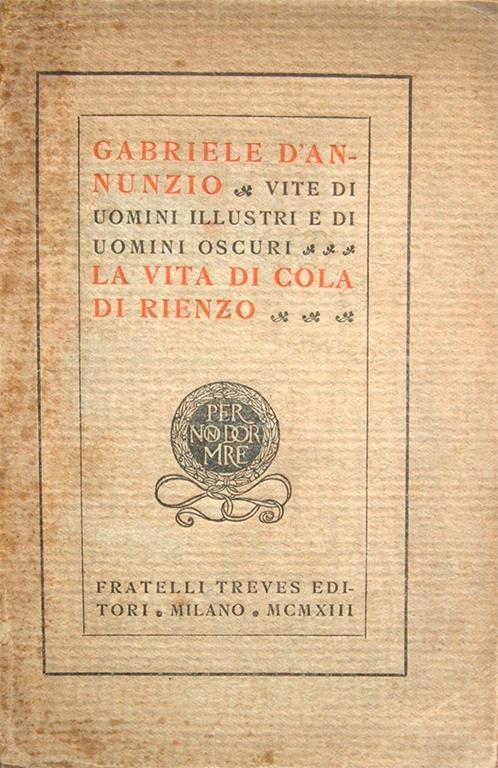 GABRIELE D'AN-
NUNZIO VITE DI
UOMINI ILLUSTRI E DI
UOMINI OSCURI
LA VITA DI COLA
DI RIENZO
PER
NON DOR
MIRE
FRATELLI TREVES EDI-
TORI . MILANO . MCMXIII